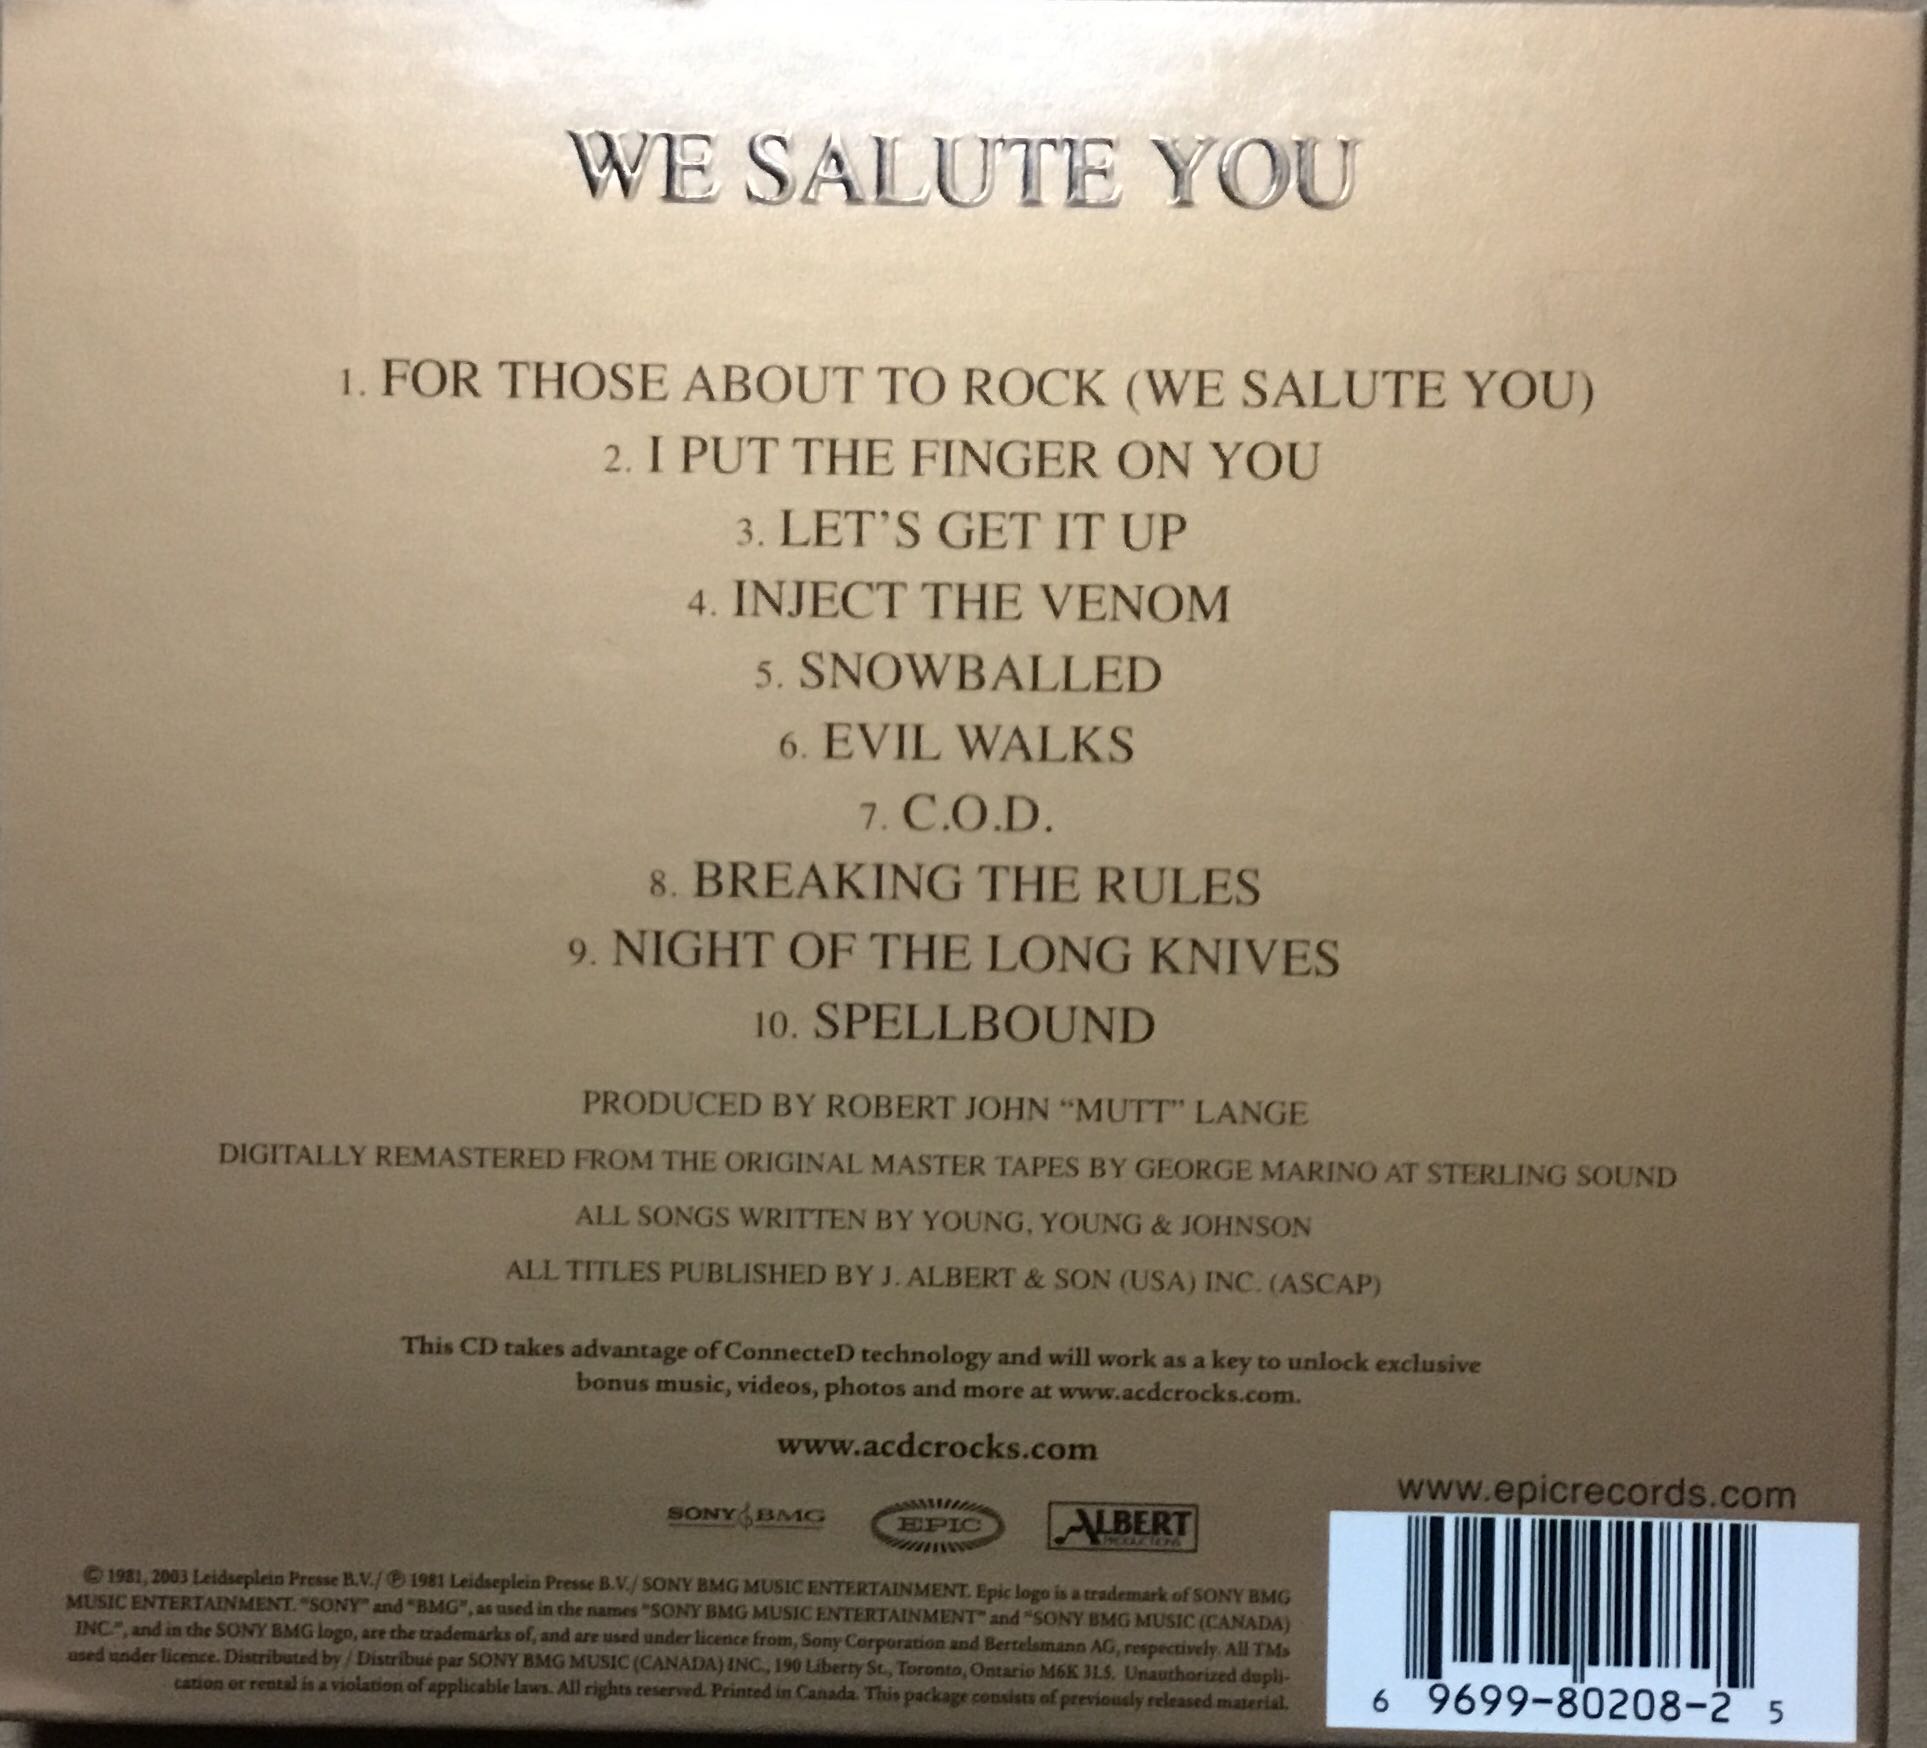 WE SALUTE YOU
1. FOR THOSE ABOUT TO ROCK (WE SALUTE YOU)
2. I PUT THE FINGER ON YOU
3. LET'S GET IT UP
4. INJECT THE VENOM
5. SNOWBALLED
6. EVIL WALKS
7. C.O.D.
8. BREAKING THE RULES
9. NIGHT OF THE LONG KNIVES
10. SPELLBOUND
PRODUCED BY ROBERT JOHN “MUTT” LANGE
DIGITALLY REMASTERED FROM THE ORIGINAL MASTER TAPES BY GEORGE MARINO AT STERLING SOUND
ALL SONGS WRITTEN BY YOUNG, YOUNG & JOHNSON
ALL TITLES PUBLISHED BY J. ALBERT & SON (USA) INC. (ASCAP)
This CD takes advantage of ConnecteD technology and will work as a key to unlock exclusive
bonus music, videos, photos and more at www.acdcrocks.com.
www.acdcrocks.com
www.epicrecords.com
SONY BMG
EPIC
ALBERT
PRODUCTIONS
© 1981, 2003 Leidseplein Presse B.V./ ℗ 1981 Leidseplein Presse B.V./ SONY BMG MUSIC ENTERTAINMENT. Epic logo is a trademark of SONY BMG
MUSIC ENTERTAINMENT. "SONY" and "BMG", as used in the names "SONY BMG MUSIC ENTERTAINMENT" and "SONY BMG MUSIC (CANADA)
INC.", and in the SONY BMG logo, are the trademarks of, and are used under licence from, Sony Corporation and Bertelsmann AG, respectively. All TMs
used under licence. Distributed by / Distribué par SONY BMG MUSIC (CANADA) INC., 190 Liberty St., Toronto, Ontario M6K 3L5. Unauthorized dupli-
cation or rental is a violation of applicable laws. All rights reserved. Printed in Canada. This package consists of previously released material.
6 9699-80208-2 5